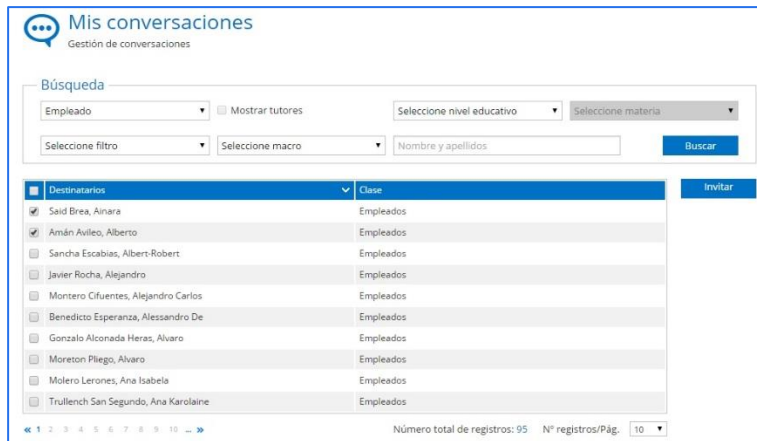 Mis conversaciones
Gestión de conversaciones
Búsqueda
Empleado Mostrar tutores Seleccione nivel educativo Seleccione materia
Seleccione filtro Seleccione macro Nombre y apellidos Buscar
Destinatarios Clase Invitar
Said Brea, Ainara Empleados
Amán Avileo, Alberto Empleados
Sancha Escabias, Albert-Robert Empleados
Javier Rocha, Alejandro Empleados
Montero Cifuentes, Alejandro Carlos Empleados
Benedicto Esperanza, Alessandro De Empleados
Gonzalo Alconada Heras, Alvaro Empleados
Moreton Pliego, Alvaro Empleados
Molero Lerones, Ana Isabela Empleados
Trullench San Segundo, Ana Karolaine Empleados
« 1 2 3 4 5 6 7 8 9 10 ... » Número total de registros: 95 Nº registros/Pág. 10